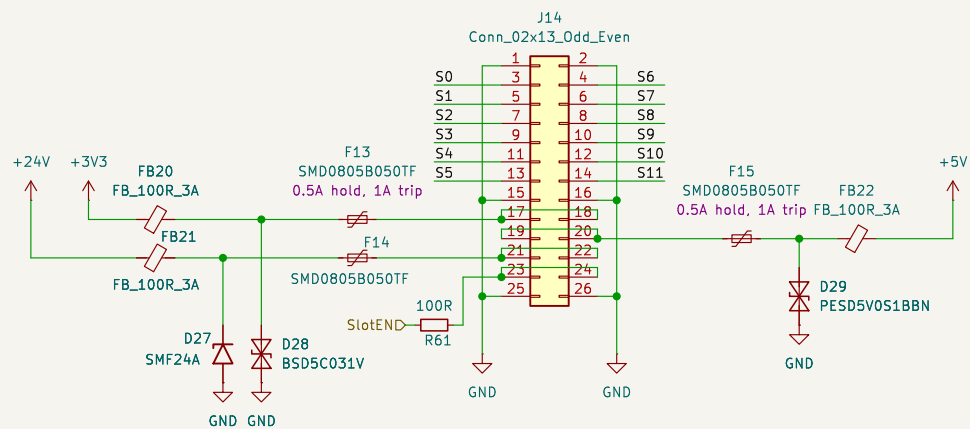 J14
Conn_02x13_Odd_Even
1 2
S0 3 4 S6
S1 5 6 S7
S2 7 8 S8
S3 9 10 S9
S4 11 12 S10
S5 13 14 S11
15 16
17 18
19 20
21 22
23 24
25 26
+24V +3V3
FB20
FB_100R_3A
FB21
FB_100R_3A
F13
SMD0805B050TF
0.5A hold, 1A trip
F14
SMD0805B050TF
F15
SMD0805B050TF
0.5A hold, 1A trip
FB22
FB_100R_3A
+5V
100R
SlotEN
R61
D27
SMF24A
D28
BSD5C031V
D29
PESD5V0S1BBN
GND GND
GND
GND
GND